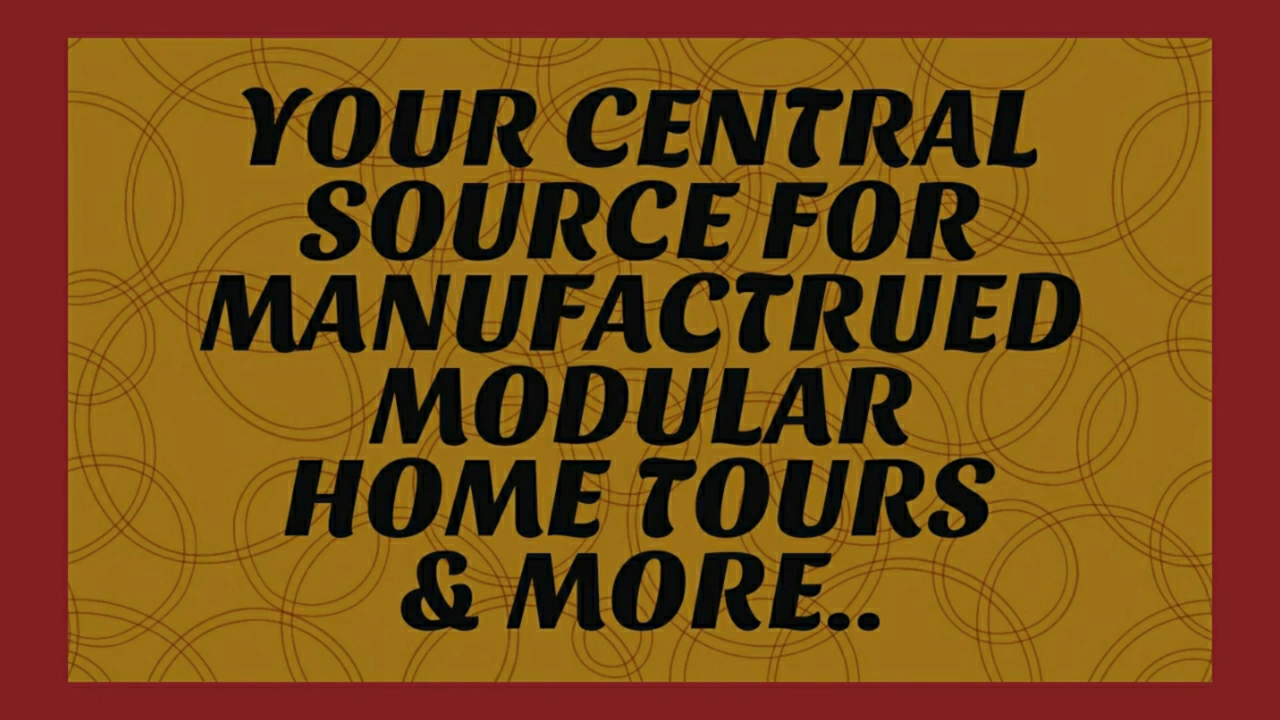 YOUR CENTRAL
SOURCE FOR
MANUFACTRUED
MODULAR
HOME TOURS
& MORE..